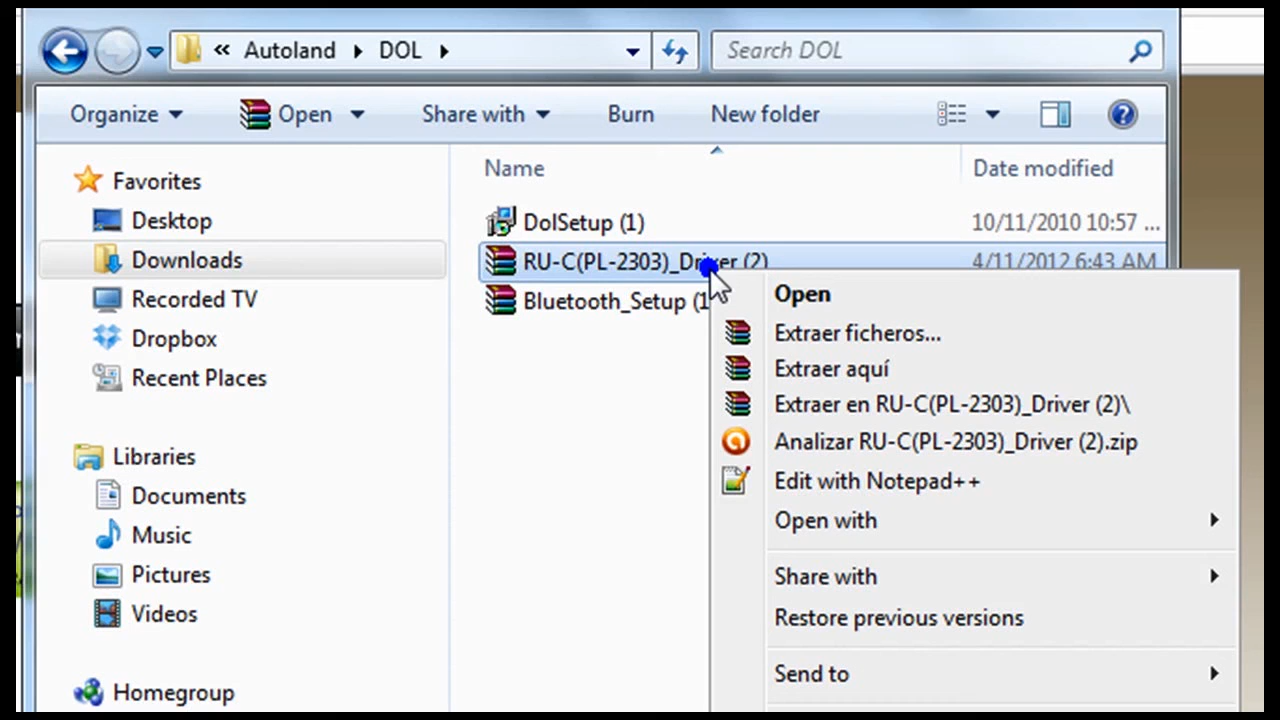 « Autoland ▸ DOL ▸
Search DOL
Organize
Open
Share with
Burn
New folder
Name
Date modified
Favorites
Desktop
Downloads
Recorded TV
Dropbox
Recent Places
Libraries
Documents
Music
Pictures
Videos
Homegroup
DolSetup (1)
10/11/2010 10:57 ...
RU-C(PL-2303)_Driver (2)
4/11/2012 6:43 AM
Bluetooth_Setup (1
Open
Extraer ficheros...
Extraer aquí
Extraer en RU-C(PL-2303)_Driver (2)\
Analizar RU-C(PL-2303)_Driver (2).zip
Edit with Notepad++
Open with
Share with
Restore previous versions
Send to